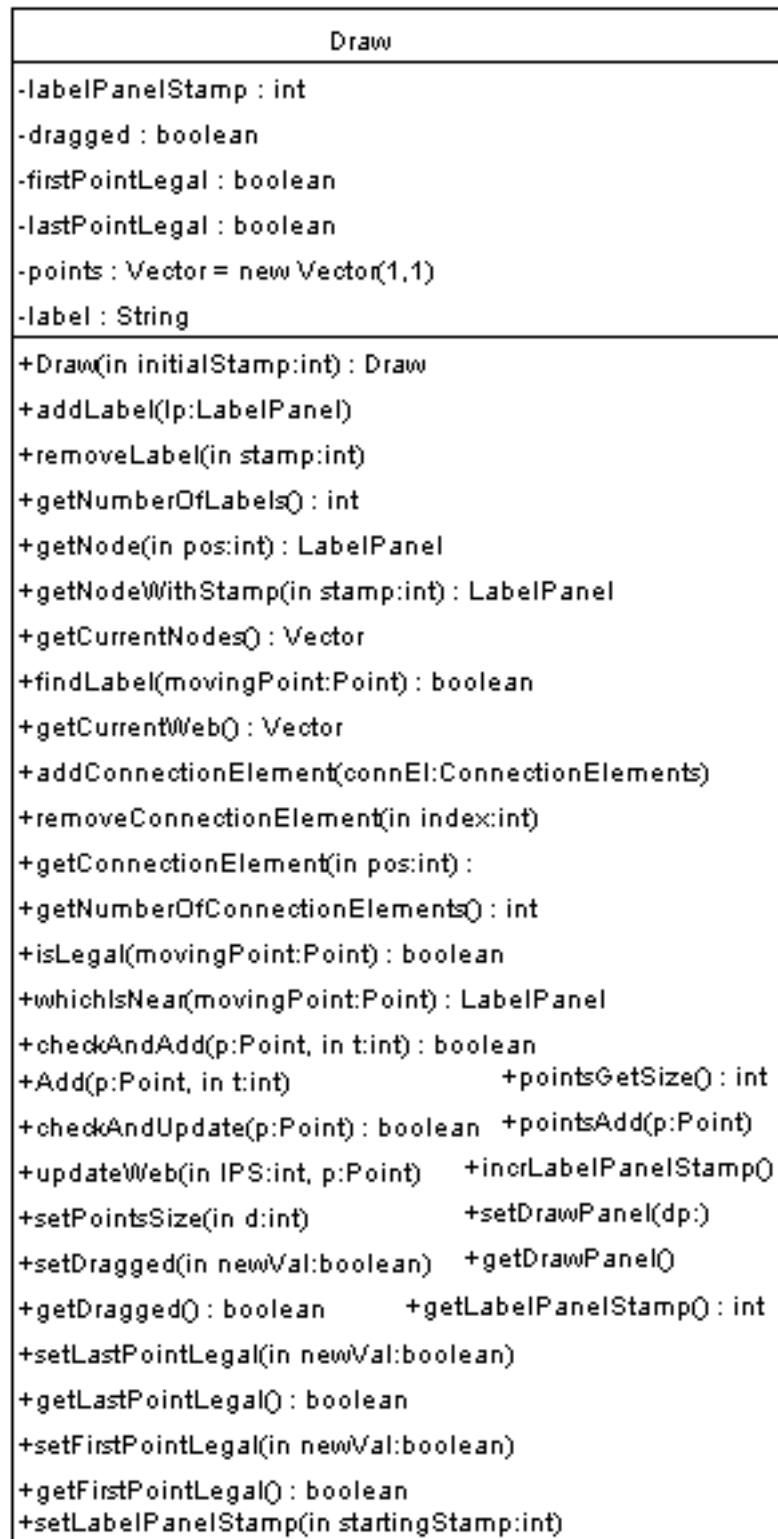 Draw
-labelPanelStamp : int
-dragged : boolean
-firstPointLegal : boolean
-lastPointLegal : boolean
-points : Vector = new Vector(1,1)
-label : String
+Draw(in initialStamp:int) : Draw
+addLabel(lp:LabelPanel)
+removeLabel(in stamp:int)
+getNumberOfLabels() : int
+getNode(in pos:int) : LabelPanel
+getNodeWithStamp(in stamp:int) : LabelPanel
+getCurrentNodes() : Vector
+findLabel(movingPoint:Point) : boolean
+getCurrentWeb() : Vector
+addConnectionElement(connEl:ConnectionElements)
+removeConnectionElement(in index:int)
+getConnectionElement(in pos:int) :
+getNumberOfConnectionElements() : int
+isLegal(movingPoint:Point) : boolean
+whichIsNear(movingPoint:Point) : LabelPanel
+checkAndAdd(p:Point, in t:int) : boolean
+Add(p:Point, in t:int) +pointsGetSize() : int
+checkAndUpdate(p:Point) : boolean +pointsAdd(p:Point)
+updateWeb(in lPS:int, p:Point) +incrLabelPanelStamp()
+setPointsSize(in d:int) +setDrawPanel(dp:)
+setDragged(in newVal:boolean) +getDrawPanel()
+getDragged() : boolean +getLabelPanelStamp() : int
+setLastPointLegal(in newVal:boolean)
+getLastPointLegal() : boolean
+setFirstPointLegal(in newVal:boolean)
+getFirstPointLegal() : boolean
+setLabelPanelStamp(in startingStamp:int)